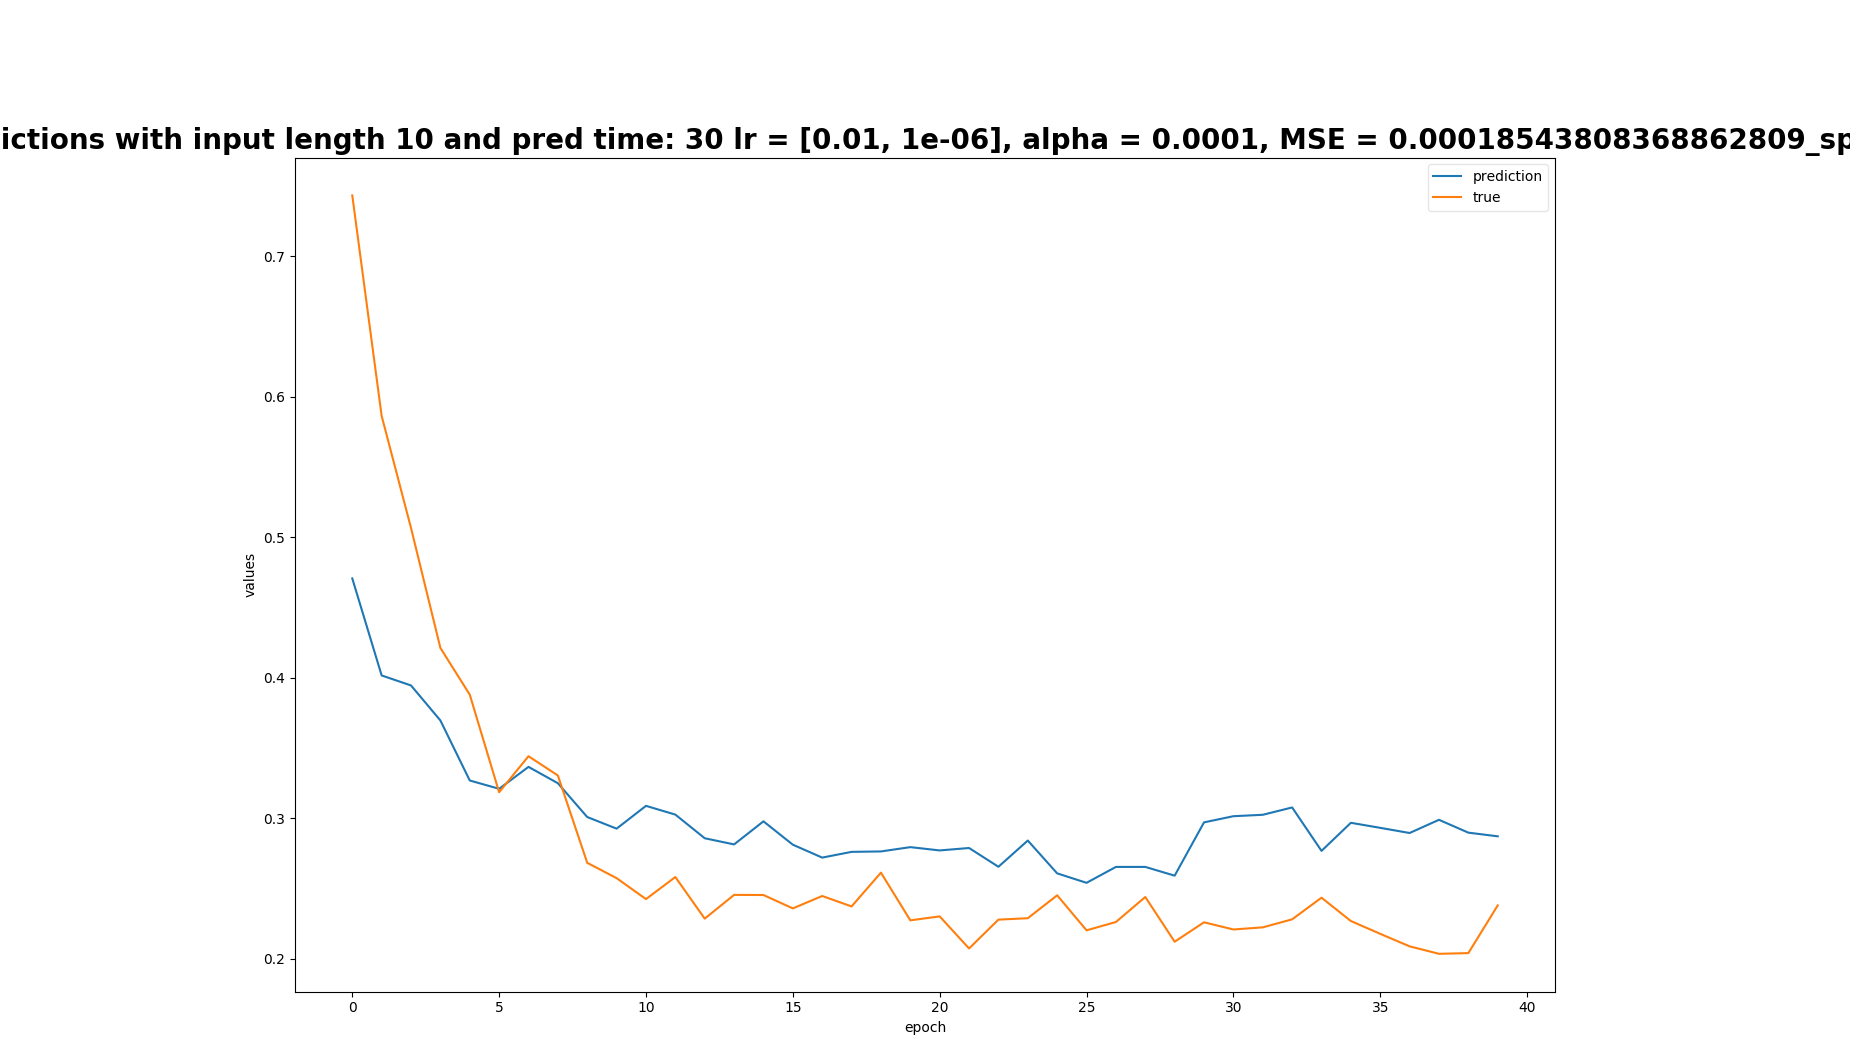 ictions with input length 10 and pred time: 30 lr = [0.01, 1e-06], alpha = 0.0001, MSE = 0.00018543808368862809_sp
prediction
true
0.7
0.6
0.5
0.4
0.3
0.2
values
0 5 10 15 20 25 30 35 40
epoch